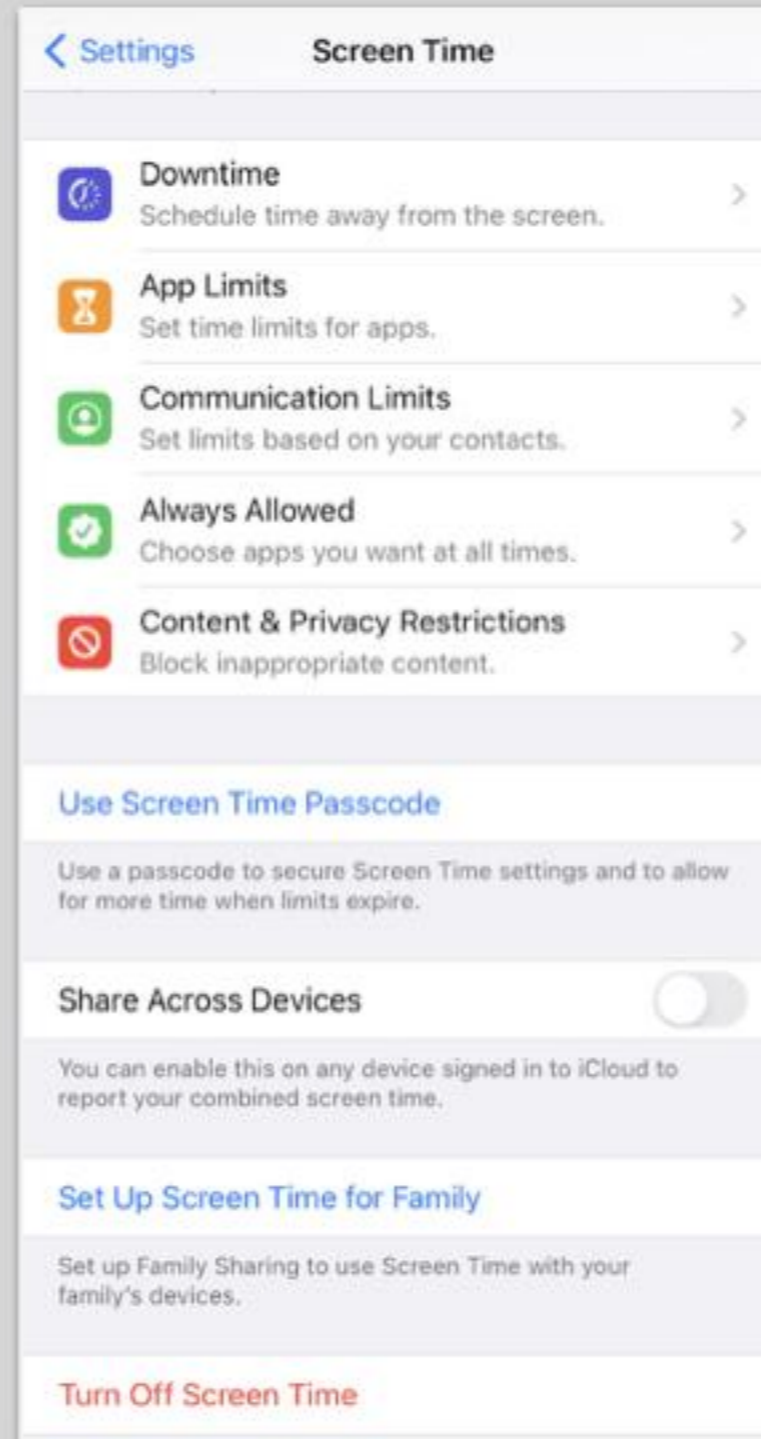 Settings
Screen Time
Downtime
Schedule time away from the screen.
App Limits
Set time limits for apps.
Communication Limits
Set limits based on your contacts.
Always Allowed
Choose apps you want at all times.
Content & Privacy Restrictions
Block inappropriate content.
Use Screen Time Passcode
Use a passcode to secure Screen Time settings and to allow
for more time when limits expire.
Share Across Devices
You can enable this on any device signed in to iCloud to
report your combined screen time.
Set Up Screen Time for Family
Set up Family Sharing to use Screen Time with your
family's devices.
Turn Off Screen Time